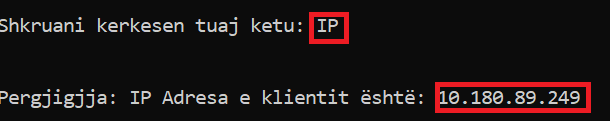 Shkruani kerkesen tuaj ketu: IP
Pergjigjja: IP Adresa e klientit është: 10.180.89.249